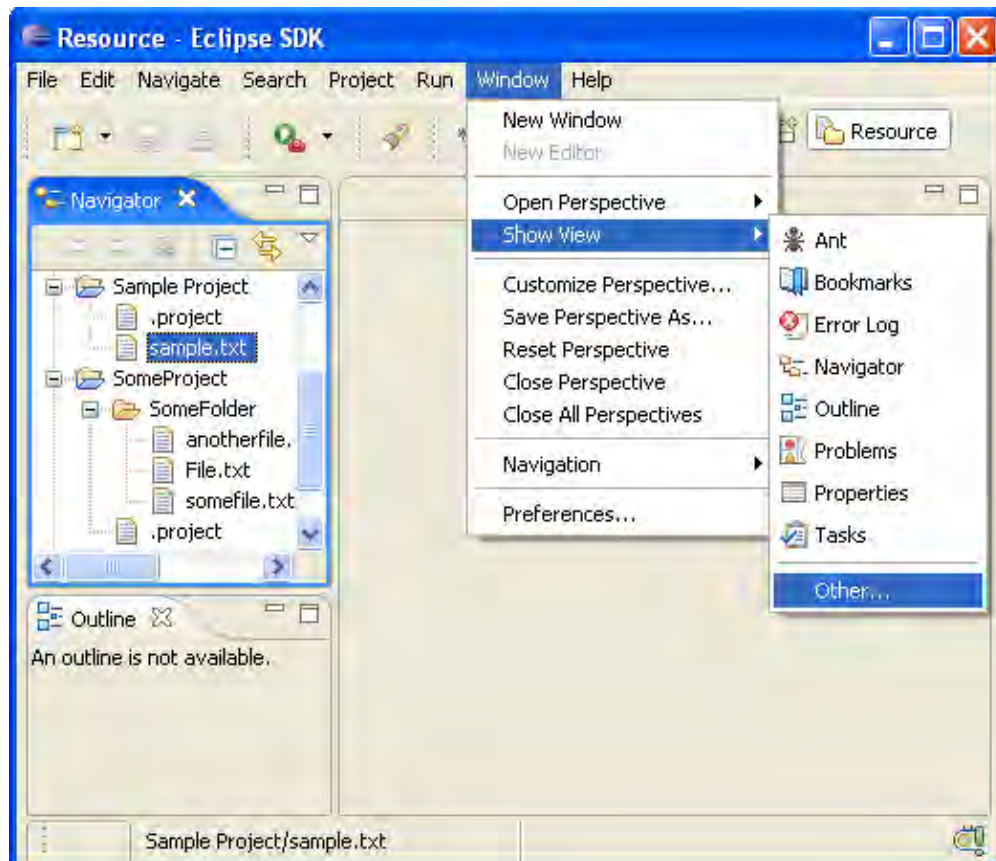 Resource - Eclipse SDK
File Edit Navigate Search Project Run Window Help
Resource
New Window
New Editor
Open Perspective
Show View
Customize Perspective...
Save Perspective As...
Reset Perspective
Close Perspective
Close All Perspectives
Navigation
Preferences...
Ant
Bookmarks
Error Log
Navigator
Outline
Problems
Properties
Tasks
Other...
Navigator
Sample Project
.project
sample.txt
SomeProject
SomeFolder
anotherfile.
File.txt
somefile.txt
.project
Outline
An outline is not available.
Sample Project/sample.txt